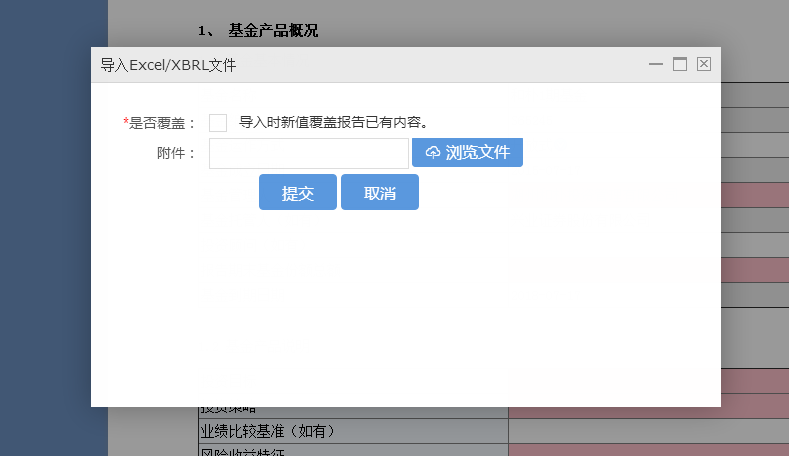 1、 基金产品概况
导入Excel/XBRL文件
*是否覆盖： 导入时新值覆盖报告已有内容。
附件： 浏览文件
提交 取消
投资策略
业绩比较基准（如有）
风险收益特征